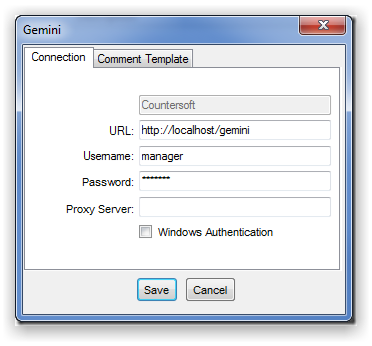 Gemini
Connection Comment Template
Countersoft
URL: http://localhost/gemini
Username: manager
Password: *******
Proxy Server:
Windows Authentication
Save Cancel